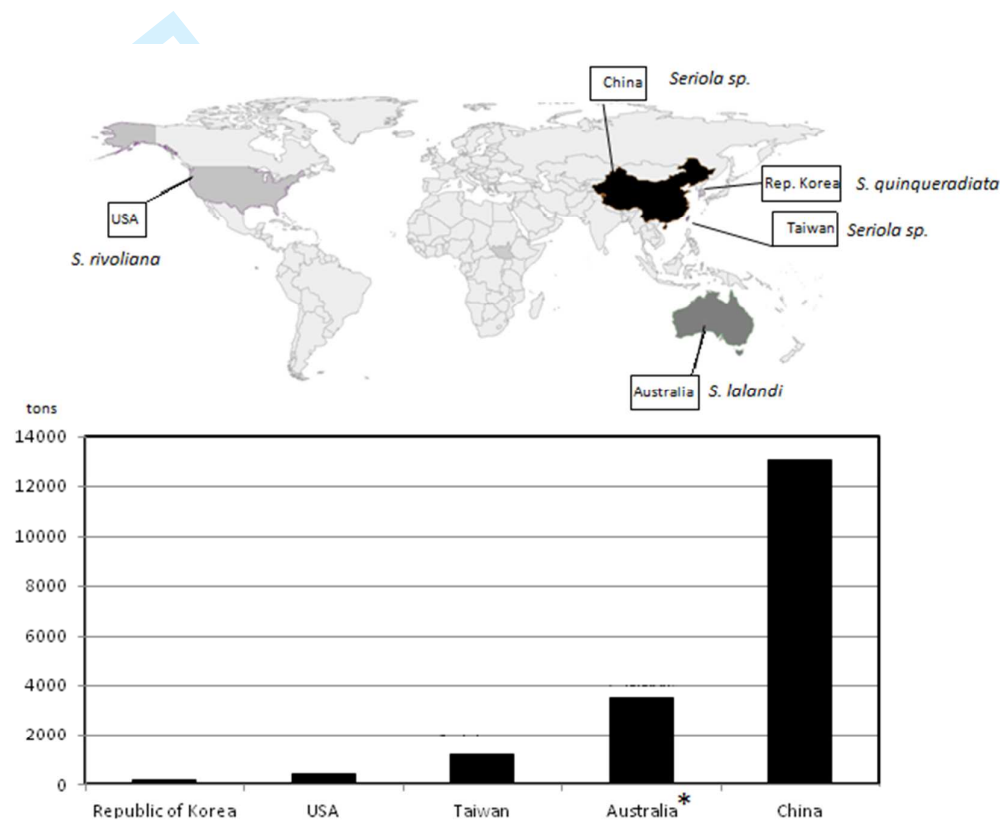 China Seriola sp.
Rep. Korea S. quinqueradiata
USA
Taiwan Seriola sp.
S. rivoliana
Australia S. lalandi
tons
14000
12000
10000
8000
6000
4000
2000
0
Republic of Korea USA Taiwan Australia* China